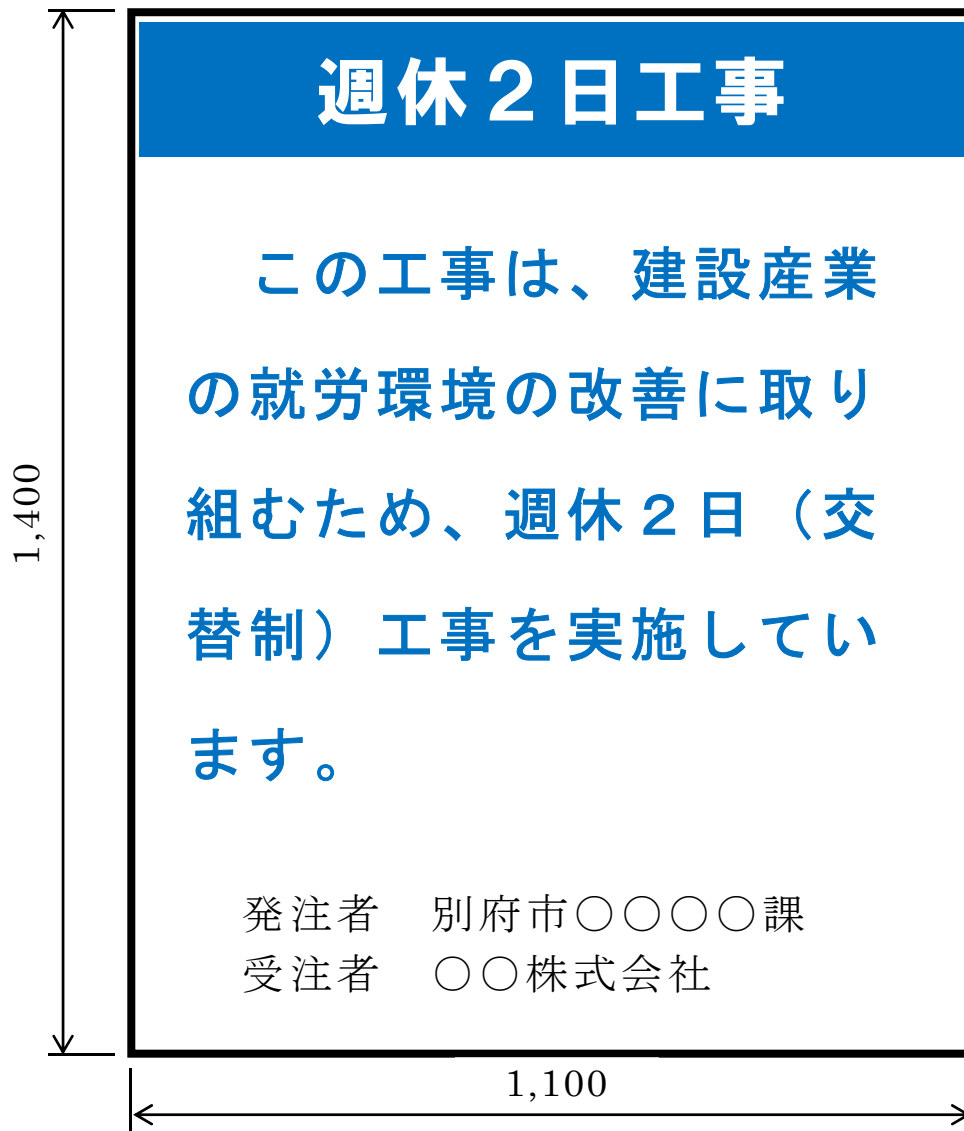 週休２日工事
　この工事は、建設産業
の就労環境の改善に取り
組むため、週休２日（交
替制）工事を実施してい
ます。
発注者　別府市○○○○課
受注者　○○株式会社
1,400
1,100